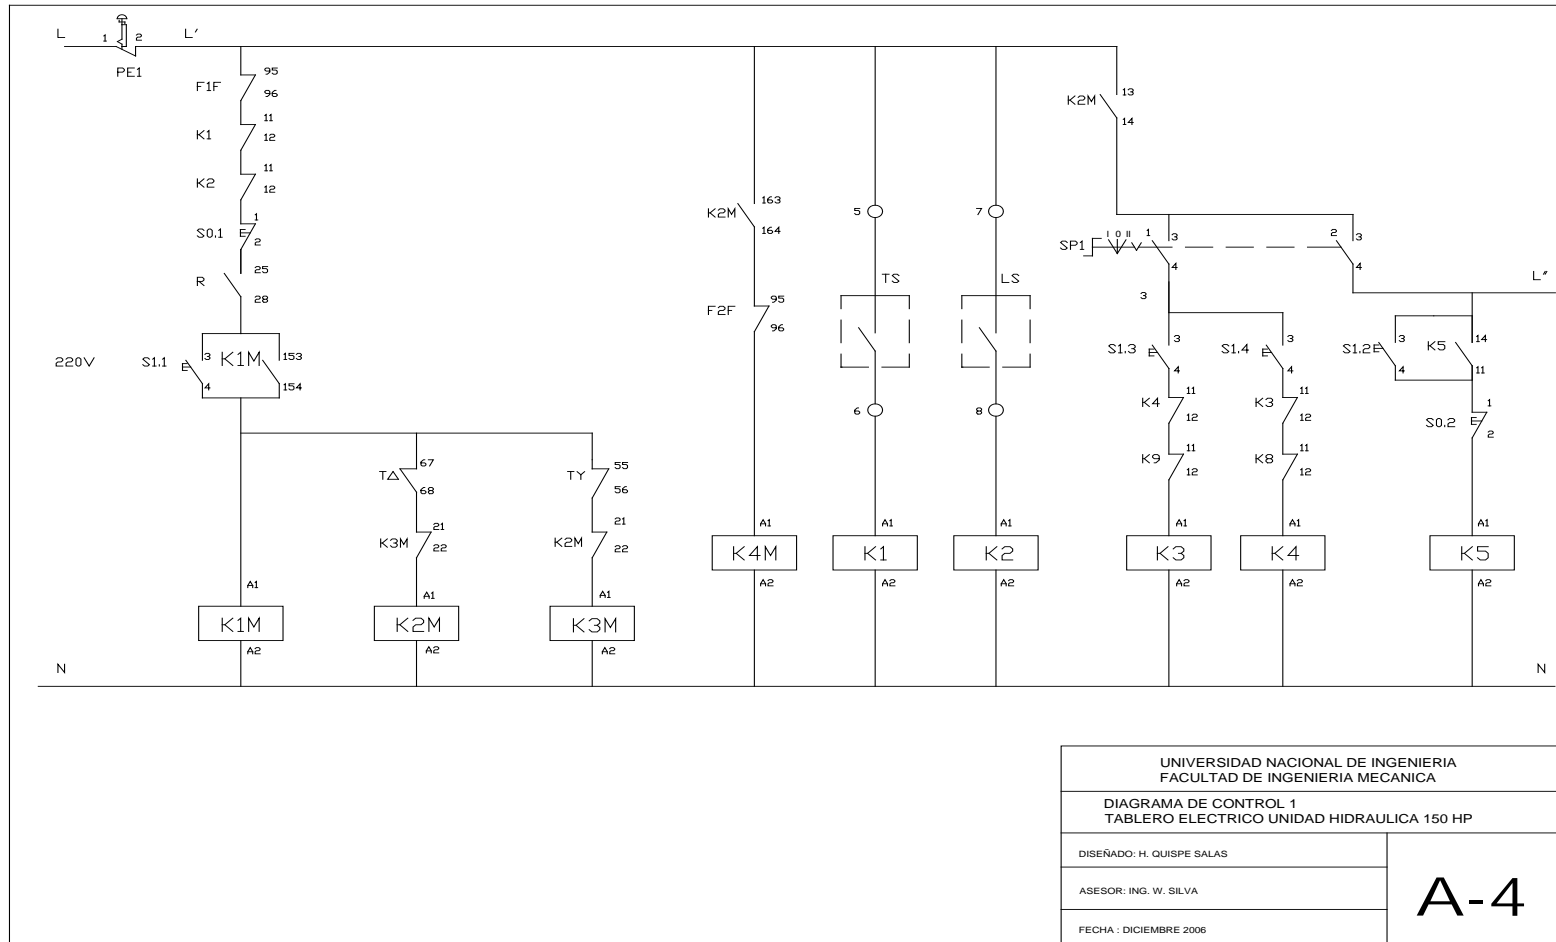 L
1
2
L'
PE1
F1F
95
96
K1
11
12
K2
11
12
S0.1
1
2
R
25
28
220V
S1.1
3
4
K1M
153
154
TΔ
67
68
K3M
21
22
TY
55
56
K2M
21
22
A1
K1M
A2
A1
K2M
A2
A1
K3M
A2
K2M
163
164
F2F
95
96
A1
K4M
A2
5
TS
6
A1
K1
A2
7
LS
8
A1
K2
A2
K2M
13
14
SP1
I 0 II
1
3
4
2
3
4
3
L"
S1.3
3
4
K4
11
12
K9
11
12
A1
K3
A2
S1.4
3
4
K3
11
12
K8
11
12
A1
K4
A2
S1.2
3
4
K5
14
11
S0.2
1
2
A1
K5
A2
N
N
UNIVERSIDAD NACIONAL DE INGENIERIA
FACULTAD DE INGENIERIA MECANICA
DIAGRAMA DE CONTROL 1
TABLERO ELECTRICO UNIDAD HIDRAULICA 150 HP
DISEÑADO: H. QUISPE SALAS
ASESOR: ING. W. SILVA
FECHA : DICIEMBRE 2006
A-4